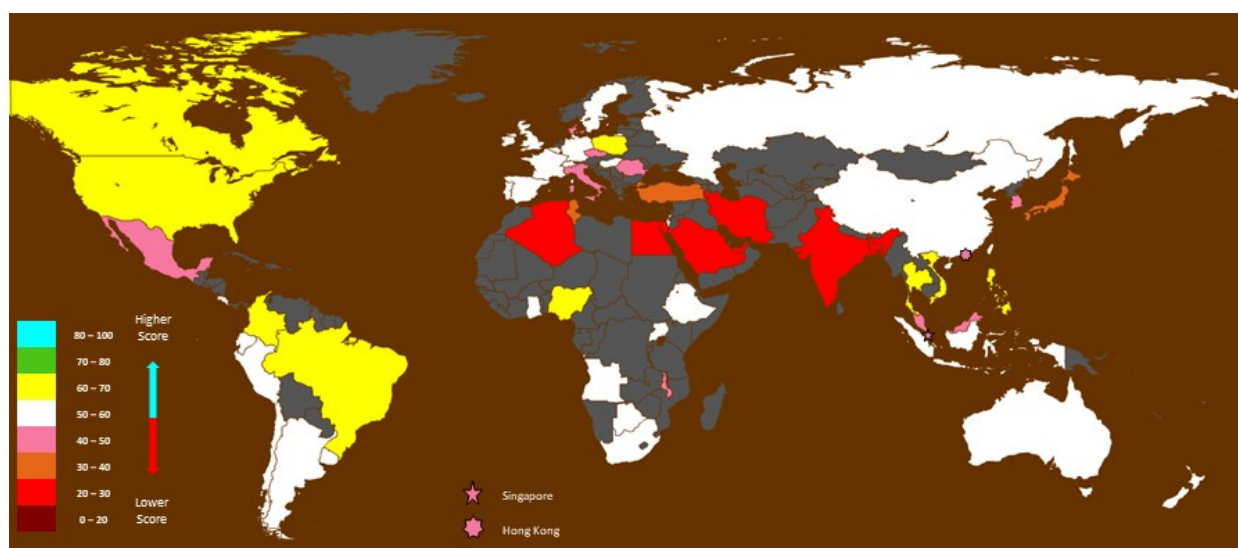 Higher
Score
80 – 100
70 – 80
60 – 70
50 – 60
40 – 50
30 – 40
20 – 30
0 – 20
Lower
Score
Singapore
Hong Kong